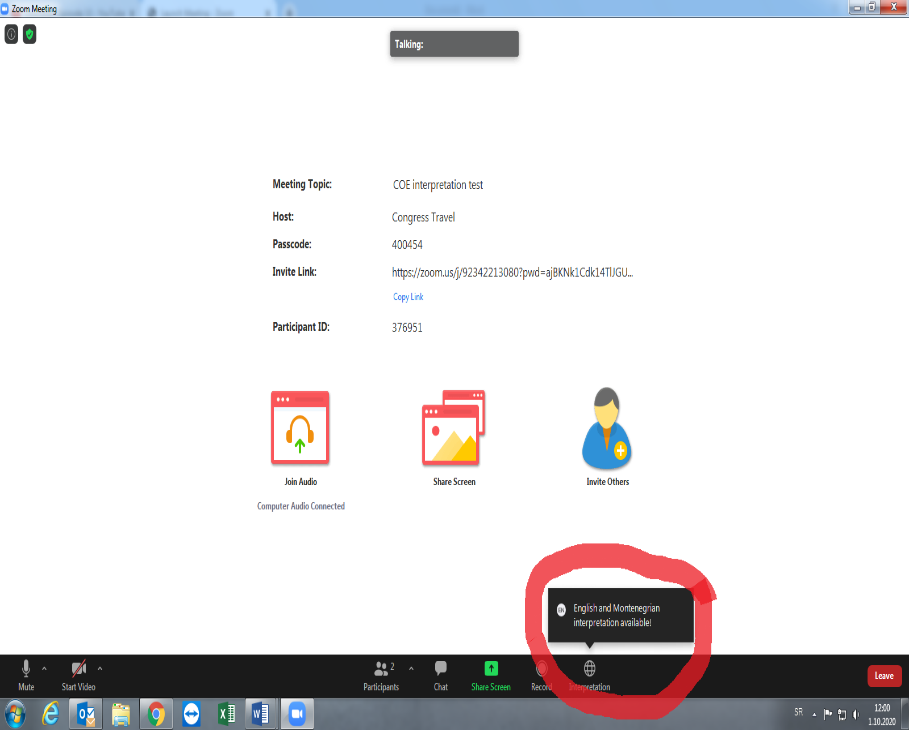 Zoom Meeting
Talking:
Meeting Topic: COE interpretation test
Host: Congress Travel
Passcode: 400454
Invite Link: https://zoom.us/j/92342213080?pwd=ajBKNk1Cdk14TlJGU...
Copy Link
Participant ID: 376951
Join Audio Share Screen Invite Others
Computer Audio Connected
EN English and Montenegrian
interpretation available!
2
Mute Start Video Participants Chat Share Screen Record Interpretation Leave
SR 12:00
1.10.2020